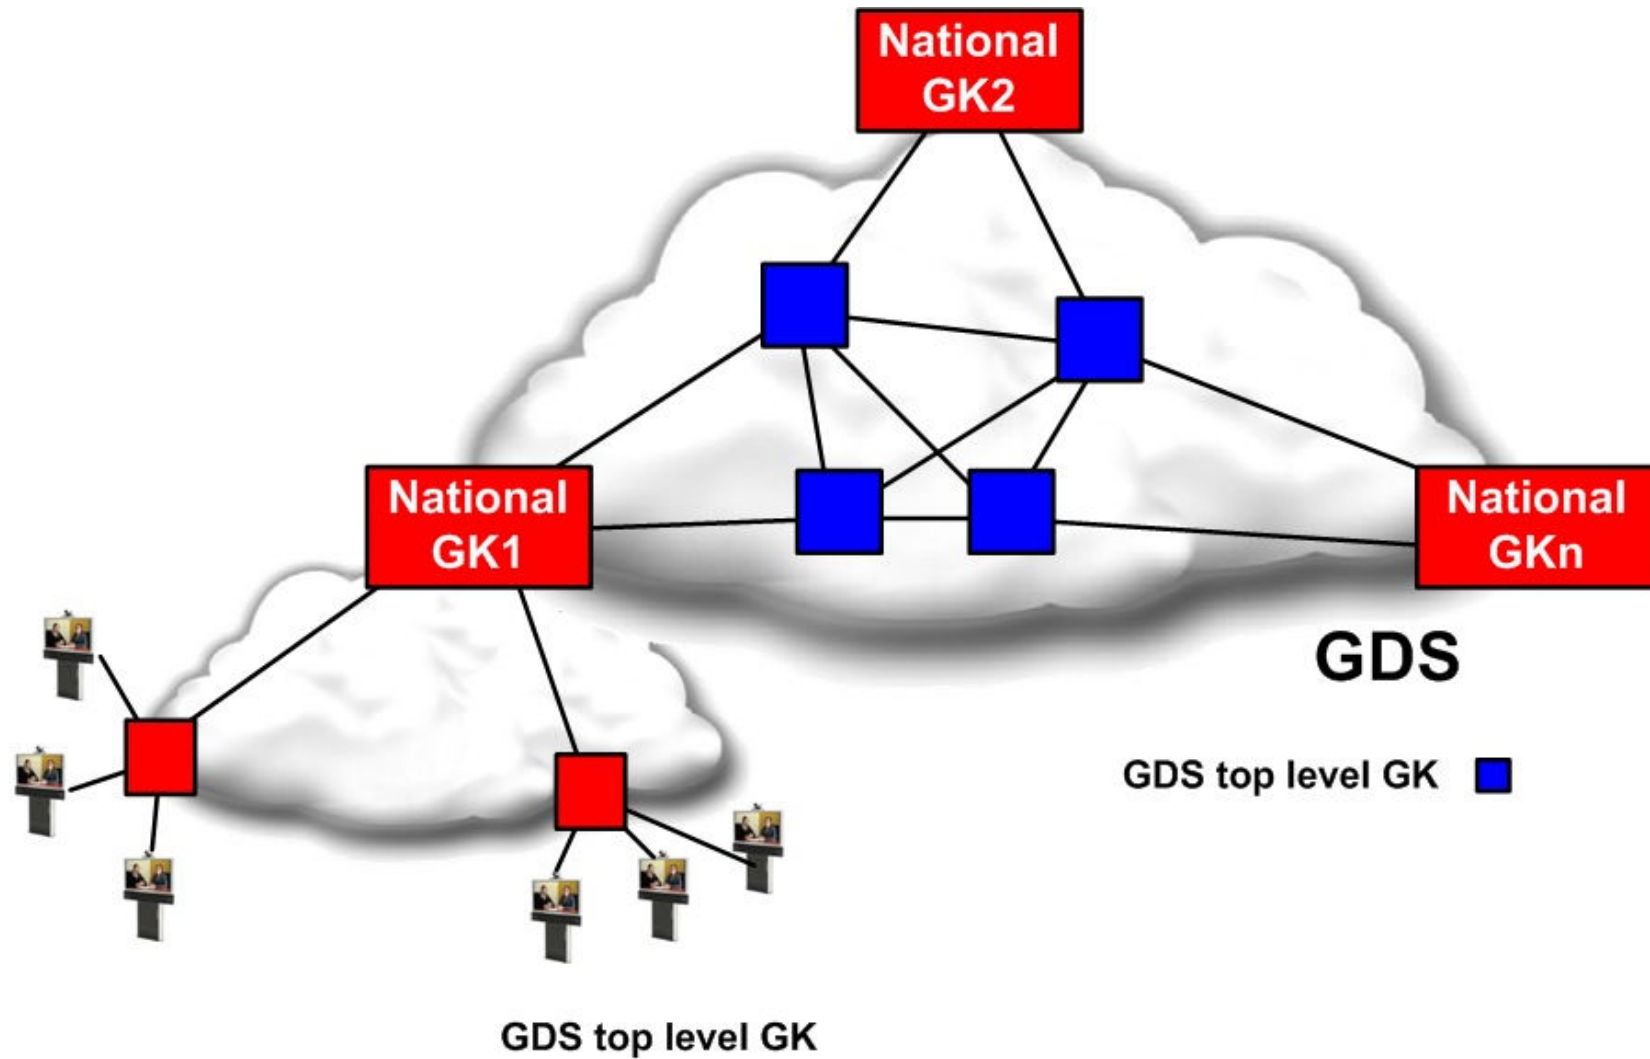 National
GK2
National
GK1
National
GKn
GDS
GDS top level GK
GDS top level GK